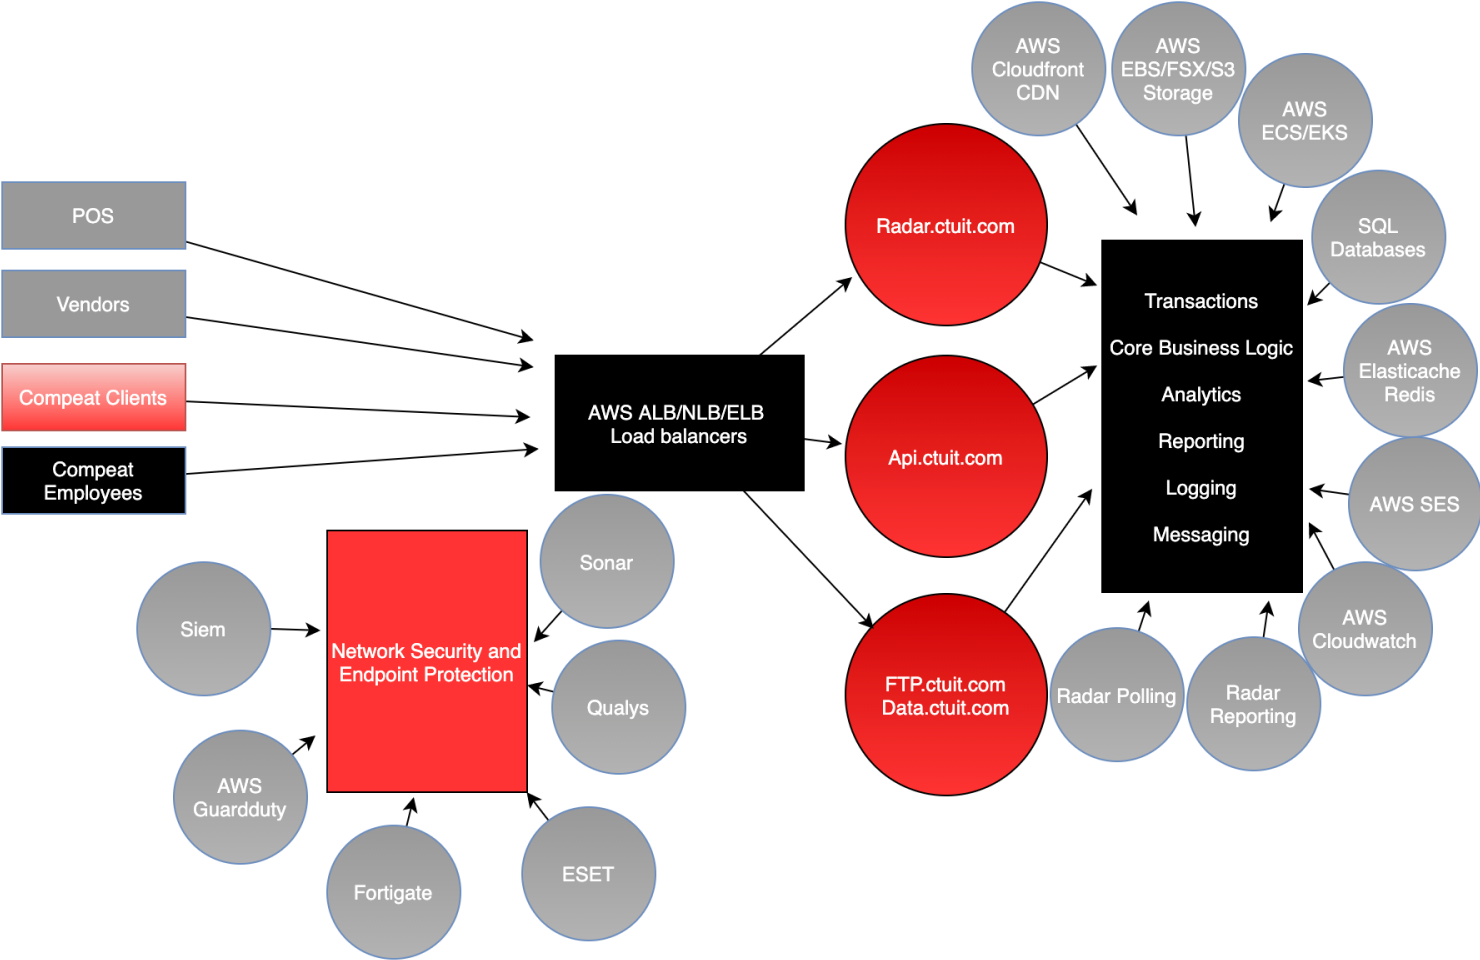 AWS
Cloudfront
CDN
AWS
EBS/FSX/S3
Storage
AWS
ECS/EKS
POS
Vendors
Compeat Clients
Compeat
Employees
AWS ALB/NLB/ELB
Load balancers
Radar.ctuit.com
Api.ctuit.com
FTP.ctuit.com
Data.ctuit.com
Transactions
Core Business Logic
Analytics
Reporting
Logging
Messaging
SQL
Databases
AWS
Elasticache
Redis
AWS SES
AWS
Cloudwatch
Radar
Reporting
Radar Polling
Network Security and
Endpoint Protection
Sonar
Qualys
ESET
Fortigate
AWS
Guardduty
Siem